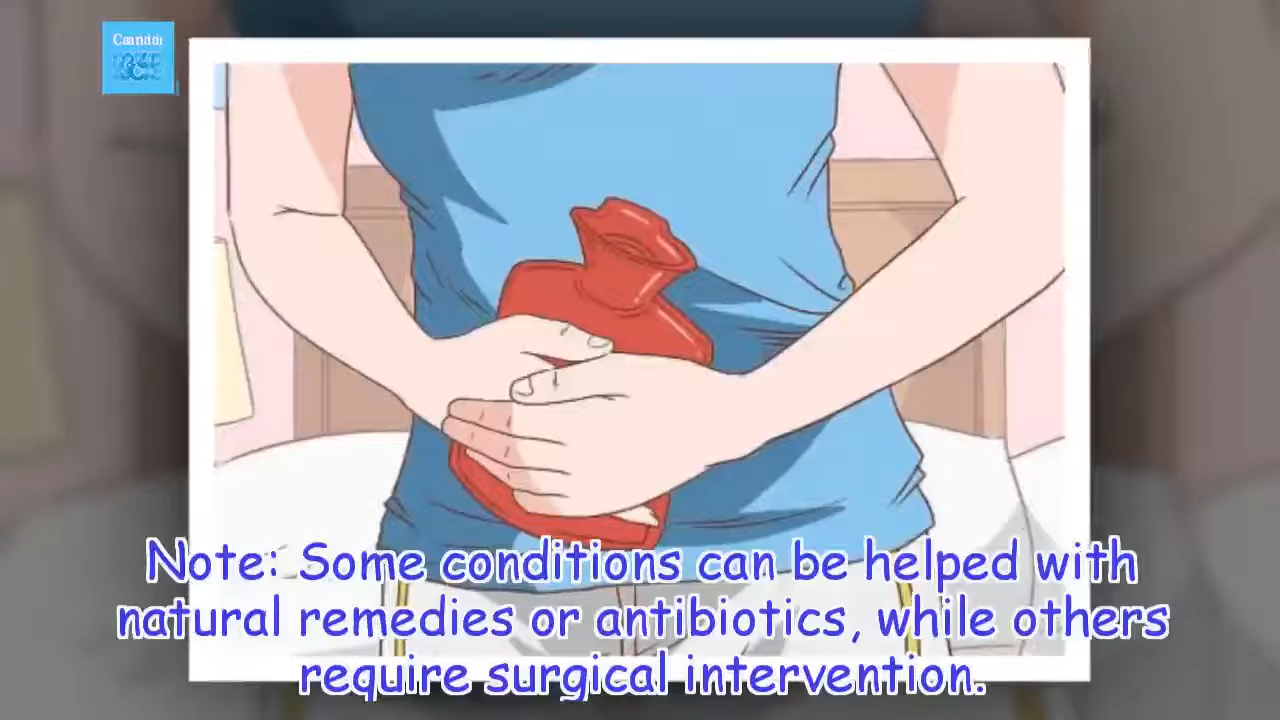 Note: Some conditions can be helped with
natural remedies or antibiotics, while others
require surgical intervention.